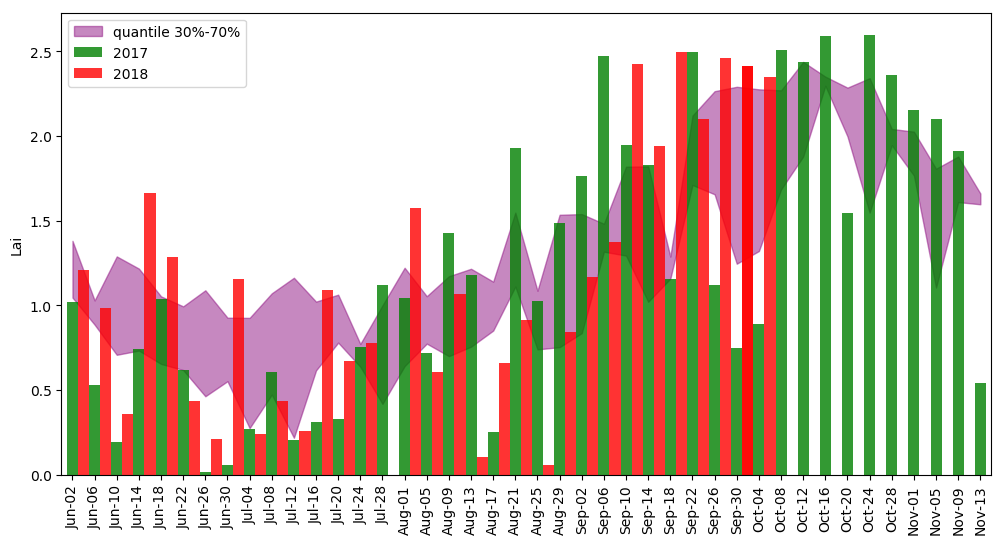 quantile 30%-70%
2017
2018
Lai
2.5
2.0
1.5
1.0
0.5
0.0
Jun-02
Jun-06
Jun-10
Jun-14
Jun-18
Jun-22
Jun-26
Jun-30
Jul-04
Jul-08
Jul-12
Jul-16
Jul-20
Jul-24
Jul-28
Aug-01
Aug-05
Aug-09
Aug-13
Aug-17
Aug-21
Aug-25
Aug-29
Sep-02
Sep-06
Sep-10
Sep-14
Sep-18
Sep-22
Sep-26
Sep-30
Oct-04
Oct-08
Oct-12
Oct-16
Oct-20
Oct-24
Oct-28
Nov-01
Nov-05
Nov-09
Nov-13